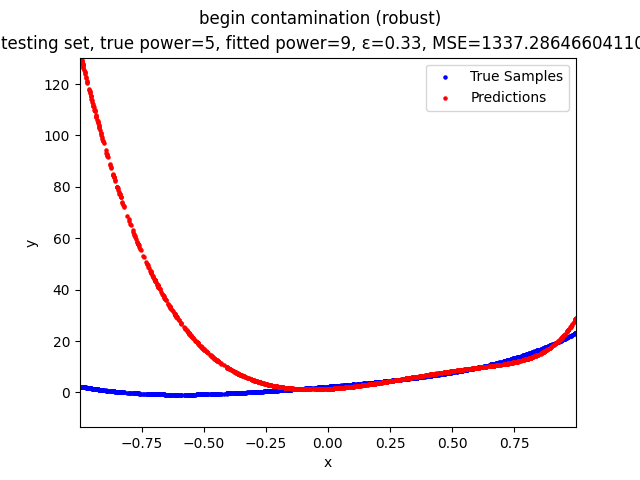 begin contamination (robust)
testing set, true power=5, fitted power=9, ε=0.33, MSE=1337.28646604110
True Samples
Predictions
120
100
80
60
40
20
0
y
−0.75
−0.50
−0.25
0.00
0.25
0.50
0.75
x